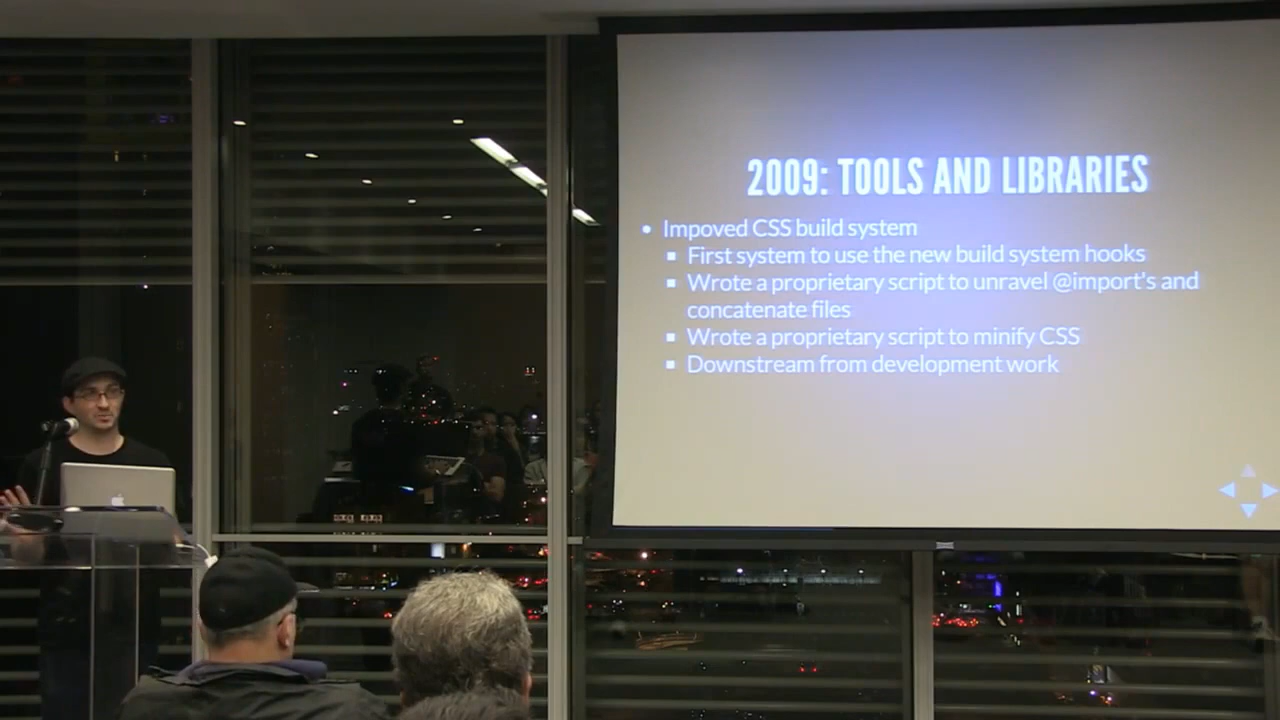 2009: TOOLS AND LIBRARIES
Impoved CSS build system
First system to use the new build system hooks
Wrote a proprietary script to unravel @import's and
concatenate files
Wrote a proprietary script to minify CSS
Downstream from development work